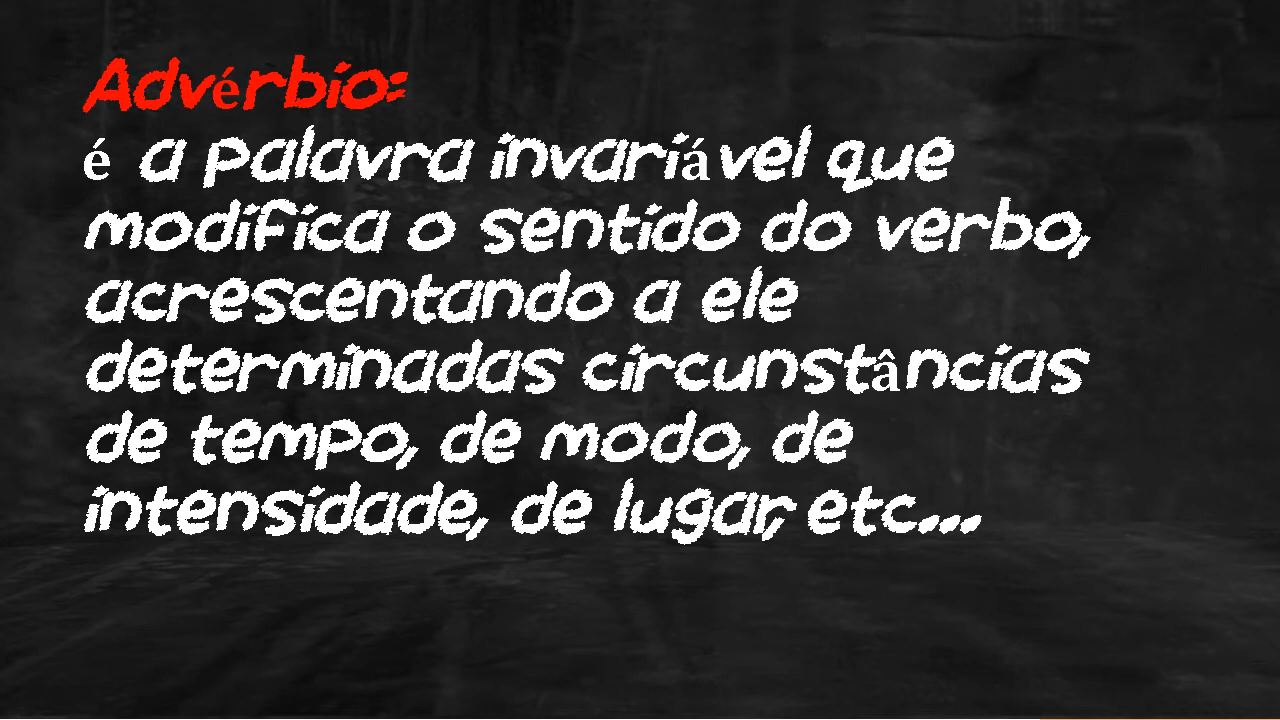 Advérbio:
é a palavra invariável que
modifica o sentido do verbo,
acrescentando a ele
determinadas circunstâncias
de tempo, de modo, de
intensidade, de lugar, etc...